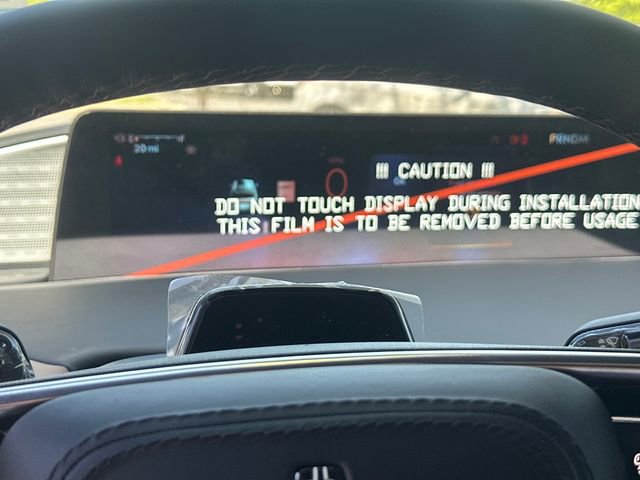 20 mi
PRNDM
!!! CAUTION !!!
DO NOT TOUCH DISPLAY DURING INSTALLATION
THIS FILM IS TO BE REMOVED BEFORE USAGE